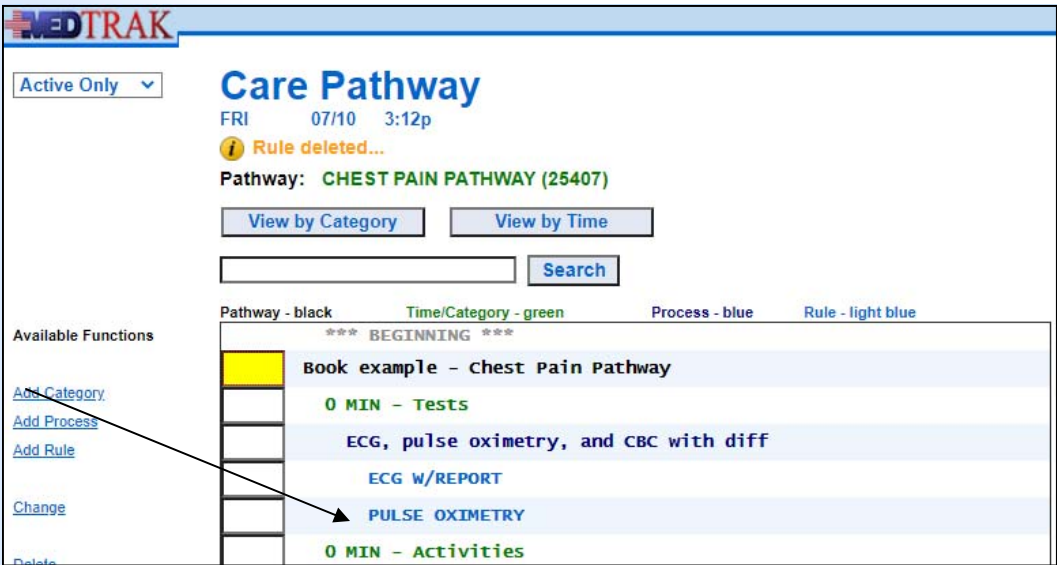 MEDTRAK
Active Only
Care Pathway
FRI 07/10 3:12p
i Rule deleted...
Pathway: CHEST PAIN PATHWAY (25407)
View by Category View by Time
Search
Pathway - black Time/Category - green Process - blue Rule - light blue
Available Functions
*** BEGINNING ***
Book example - Chest Pain Pathway
Add Category
0 MIN - Tests
Add Process
ECG, pulse oximetry, and CBC with diff
Add Rule
ECG W/REPORT
Change
PULSE OXIMETRY
0 MIN - Activities
Delete